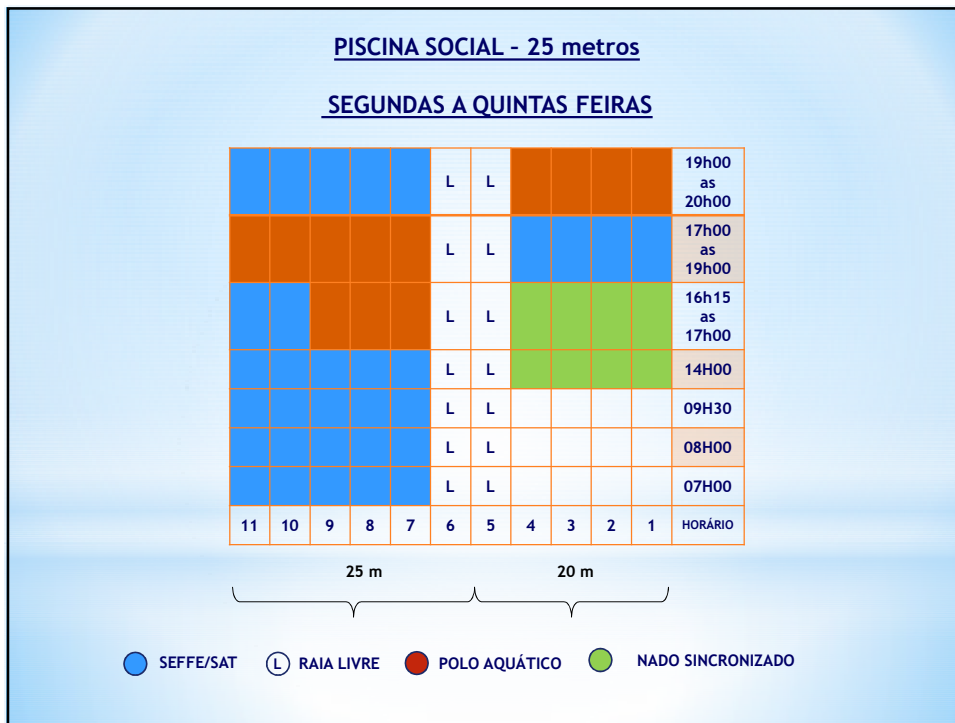 PISCINA SOCIAL – 25 metros
SEGUNDAS A QUINTAS FEIRAS
L L 19h00 as 20h00
L L 17h00 as 19h00
L L 16h15 as 17h00
L L 14H00
L L 09H30
L L 08H00
L L 07H00
11 10 9 8 7 6 5 4 3 2 1 HORÁRIO
25 m 20 m
SEFFE/SAT L RAIA LIVRE POLO AQUÁTICO NADO SINCRONIZADO